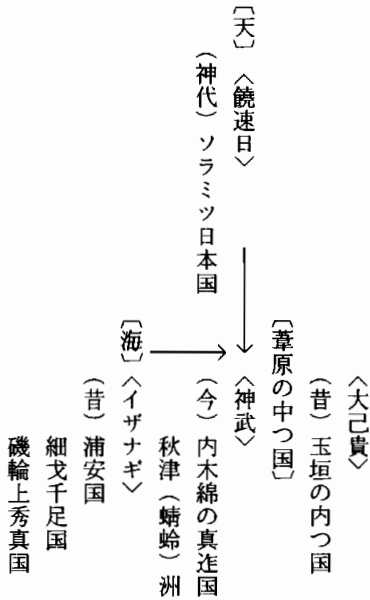 〈大己貴〉
（昔）玉垣の内つ国
〔葦原の中つ国〕
〔天〕〈饒速日〉
〈神武〉
（神代）ソラミツ日本国
（今）内木綿の真迮国
秋津（蜻蛉）洲
〔海〕〈イザナギ〉
（昔）浦安国
細戈千足国
磯輪上秀真国